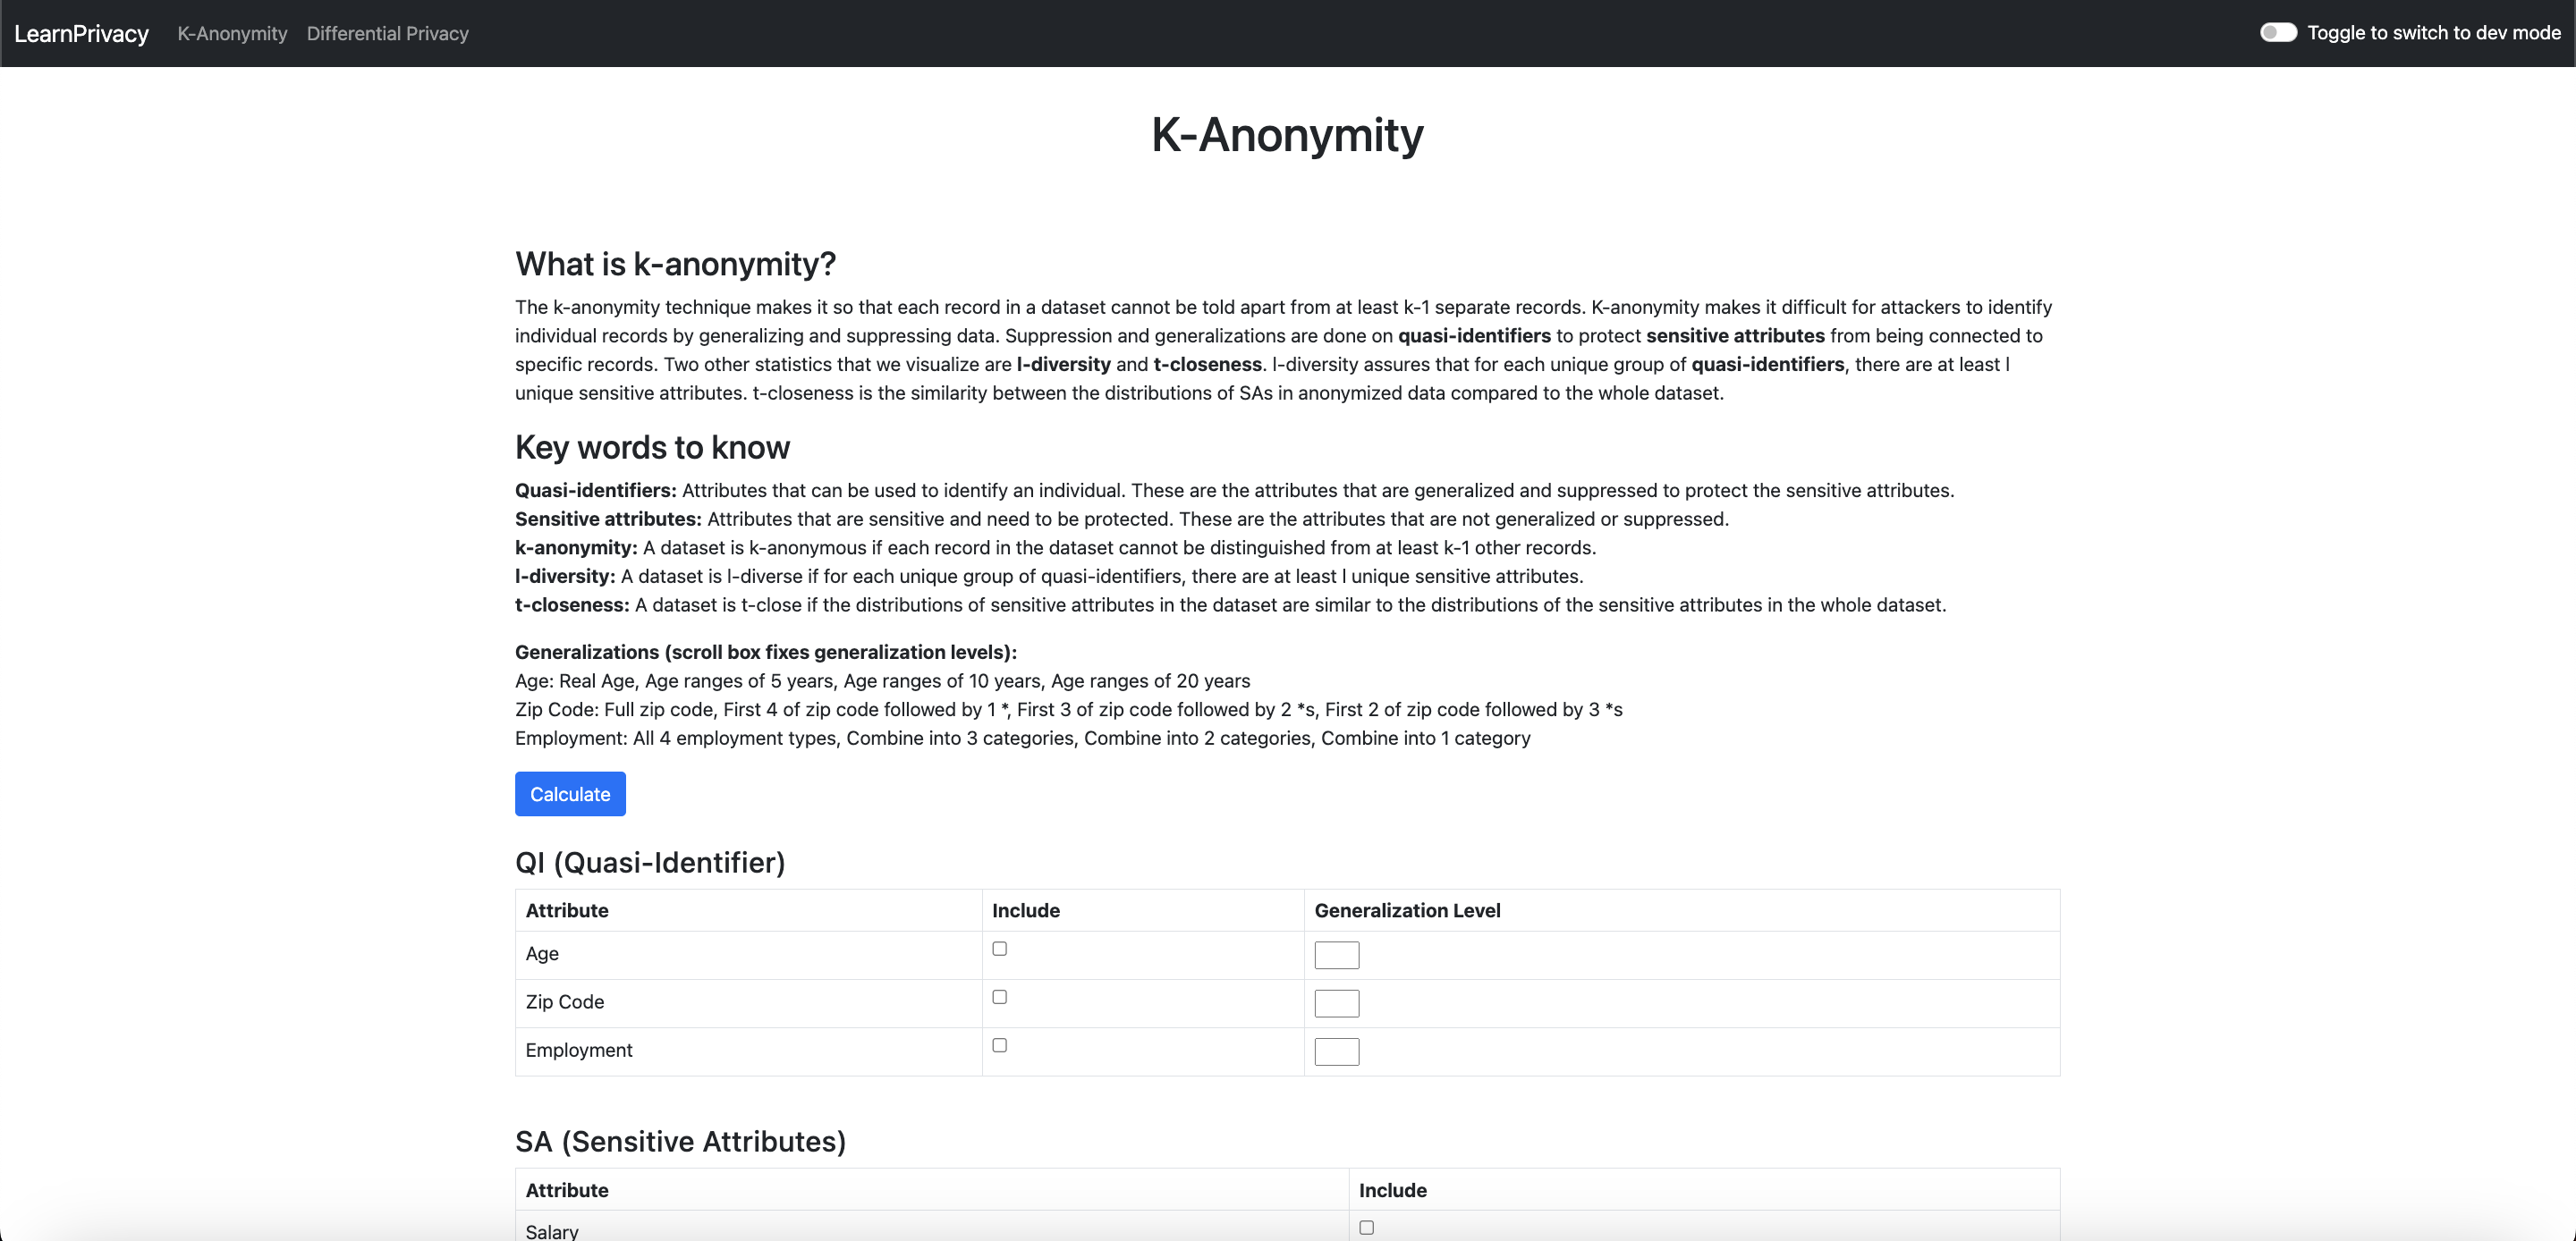 LearnPrivacy K-Anonymity Differential Privacy Toggle to switch to dev mode
K-Anonymity
What is k-anonymity?
The k-anonymity technique makes it so that each record in a dataset cannot be told apart from at least k-1 separate records. K-anonymity makes it difficult for attackers to identify
individual records by generalizing and suppressing data. Suppression and generalizations are done on quasi-identifiers to protect sensitive attributes from being connected to
specific records. Two other statistics that we visualize are l-diversity and t-closeness. l-diversity assures that for each unique group of quasi-identifiers, there are at least l
unique sensitive attributes. t-closeness is the similarity between the distributions of SAs in anonymized data compared to the whole dataset.
Key words to know
Quasi-identifiers: Attributes that can be used to identify an individual. These are the attributes that are generalized and suppressed to protect the sensitive attributes.
Sensitive attributes: Attributes that are sensitive and need to be protected. These are the attributes that are not generalized or suppressed.
k-anonymity: A dataset is k-anonymous if each record in the dataset cannot be distinguished from at least k-1 other records.
l-diversity: A dataset is l-diverse if for each unique group of quasi-identifiers, there are at least l unique sensitive attributes.
t-closeness: A dataset is t-close if the distributions of sensitive attributes in the dataset are similar to the distributions of the sensitive attributes in the whole dataset.
Generalizations (scroll box fixes generalization levels):
Age: Real Age, Age ranges of 5 years, Age ranges of 10 years, Age ranges of 20 years
Zip Code: Full zip code, First 4 of zip code followed by 1 *, First 3 of zip code followed by 2 *s, First 2 of zip code followed by 3 *s
Employment: All 4 employment types, Combine into 3 categories, Combine into 2 categories, Combine into 1 category
Calculate
QI (Quasi-Identifier)
Attribute Include Generalization Level
Age
Zip Code
Employment
SA (Sensitive Attributes)
Attribute Include
Salary